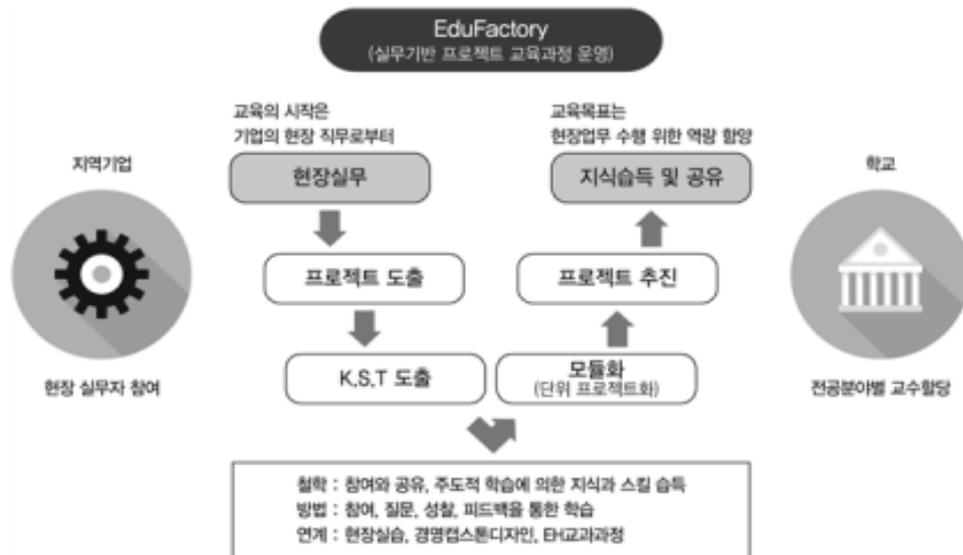 EduFactory
(실무기반 프로젝트 교육과정 운영)
교육의 시작은
기업의 현장 직무로부터
교육목표는
현장업무 수행 위한 역량 함양
지역기업
현장실무
지식습득 및 공유
학교
프로젝트 도출
프로젝트 추진
K.S.T 도출
모듈화
(단위 프로젝트화)
현장 실무자 참여
전공분야별 교수할당
철학 : 참여와 공유, 주도적 학습에 의한 지식과 스킬 습득
방법 : 참여, 질문, 성찰, 피드백을 통한 학습
연계 : 현장실습, 경영캡스톤디자인, EH교과과정